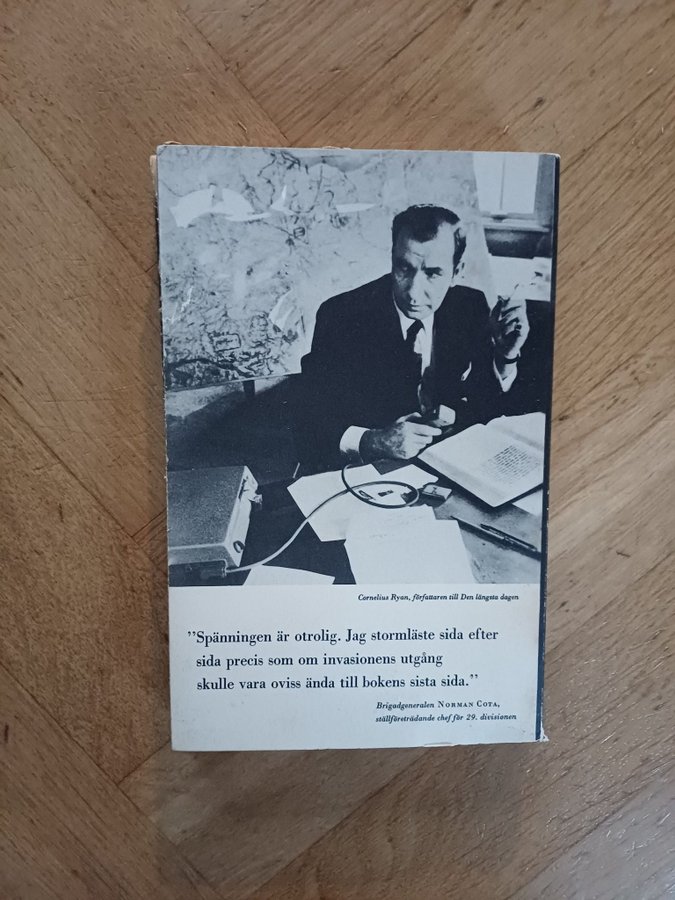 Cornelius Ryan, författaren till Den längsta dagen
”Spänningen är otrolig. Jag stormläste sida efter
sida precis som om invasionens utgång
skulle vara oviss ända till bokens sista sida.”
Brigadgeneralen NORMAN COTA,
ställföreträdande chef för 29. divisionen